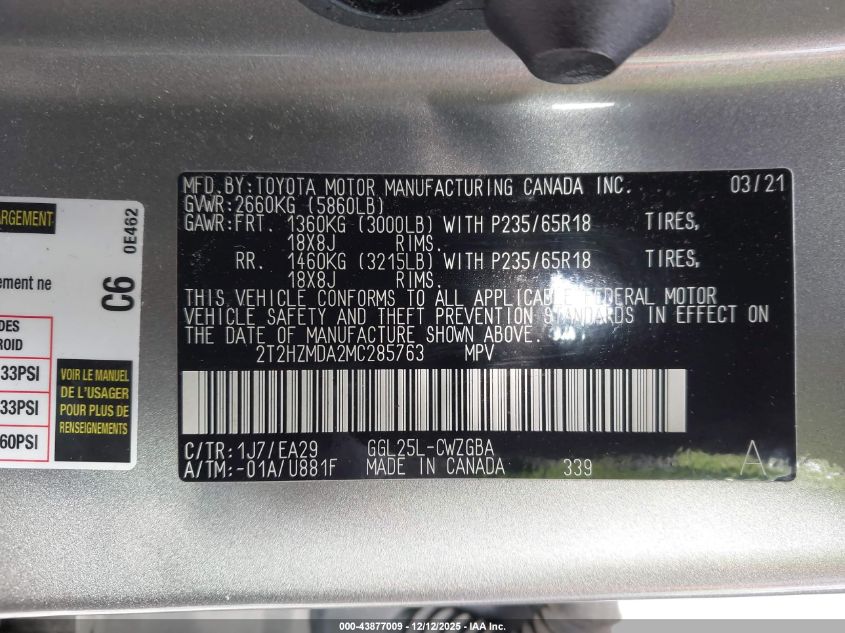 ARGEMENT
0E462
C6
ement ne
DES
ROID
33PSI
33PSI
60PSI
VOIR LE MANUEL
DE L'USAGER
POUR PLUS DE
RENSEIGNEMENTS
MFD.BY:TOYOTA MOTOR MANUFACTURING CANADA INC. 03/21
GVWR:2660KG (5860LB)
GAWR:FRT. 1360KG (3000LB) WITH P235/65R18 TIRES,
18X8J RIMS.
RR. 1460KG (3215LB) WITH P235/65R18 TIRES,
18X8J RIMS.
THIS VEHICLE CONFORMS TO ALL APPLICABLE FEDERAL MOTOR
VEHICLE SAFETY AND THEFT PREVENTION STANDARDS IN EFFECT ON
THE DATE OF MANUFACTURE SHOWN ABOVE.
2T2HZMDA2MC285763 MPV
C/TR:1J7/EA29 GGL25L-CWZGBA
A/TM:-01A/U881F MADE IN CANADA 339 A
000-43877009 - 12/12/2025 - IAA Inc.